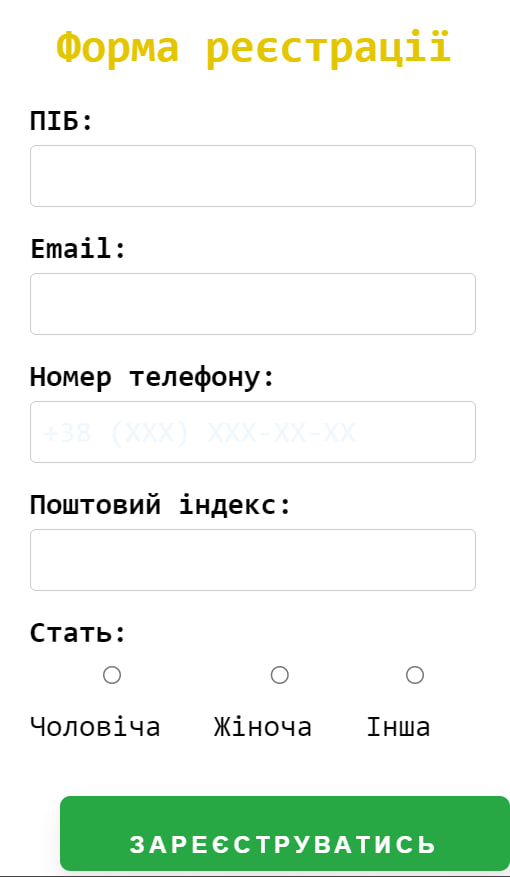 Форма реєстрації
ПІБ:
Email:
Номер телефону:
+38 (XXX) XXX-XX-XX
Поштовий індекс:
Стать:
Чоловіча Жіноча Інша
ЗАРЕЄСТРУВАТИСЬ